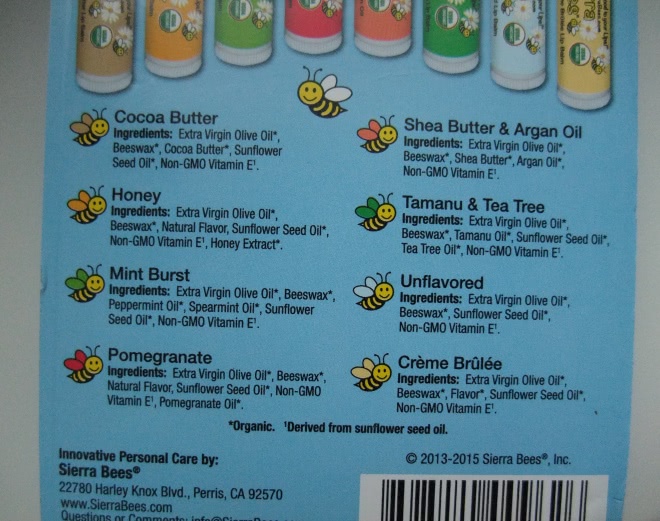 Cocoa Butter
Ingredients: Extra Virgin Olive Oil*,
Beeswax*, Cocoa Butter*, Sunflower
Seed Oil*, Non-GMO Vitamin E¹.
Honey
Ingredients: Extra Virgin Olive Oil*,
Beeswax*, Natural Flavor, Sunflower Seed Oil*,
Non-GMO Vitamin E¹, Honey Extract*.
Mint Burst
Ingredients: Extra Virgin Olive Oil*, Beeswax*,
Peppermint Oil*, Spearmint Oil*, Sunflower
Seed Oil*, Non-GMO Vitamin E¹.
Pomegranate
Ingredients: Extra Virgin Olive Oil*, Beeswax*,
Natural Flavor, Sunflower Seed Oil*, Non-GMO
Vitamin E¹, Pomegranate Oil*.
Shea Butter & Argan Oil
Ingredients: Extra Virgin Olive Oil*,
Beeswax*, Shea Butter*, Argan Oil*,
Non-GMO Vitamin E¹.
Tamanu & Tea Tree
Ingredients: Extra Virgin Olive Oil*,
Beeswax*, Tamanu Oil*, Sunflower Seed Oil*,
Tea Tree Oil*, Non-GMO Vitamin E¹.
Unflavored
Ingredients: Extra Virgin Olive Oil*,
Beeswax*, Sunflower Seed Oil*,
Non-GMO Vitamin E¹.
Crème Brûlée
Ingredients: Extra Virgin Olive Oil*,
Beeswax*, Flavor*, Sunflower Seed Oil*,
Non-GMO Vitamin E¹.
*Organic. ¹Derived from sunflower seed oil.
Innovative Personal Care by:
Sierra Bees®
22780 Harley Knox Blvd., Perris, CA 92570
www.SierraBees.com
Questions or Comments:
© 2013-2015 Sierra Bees®, Inc.